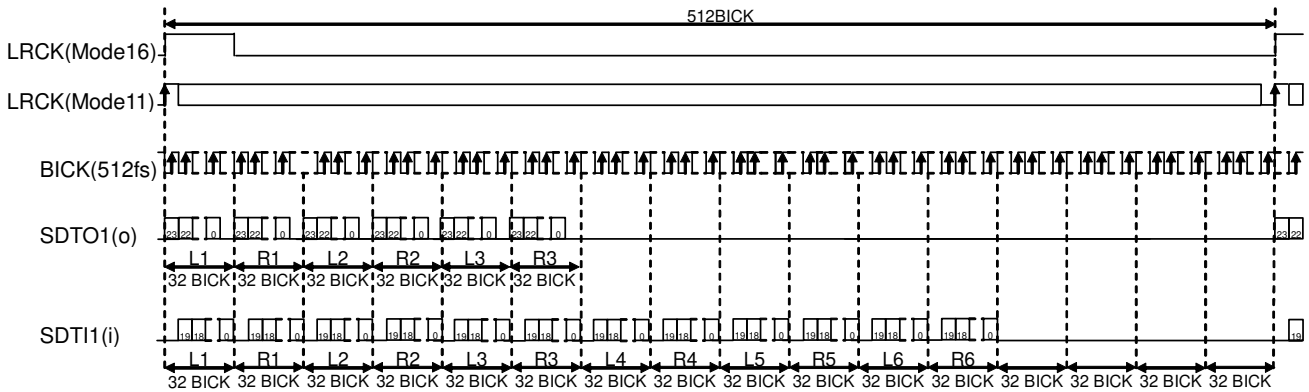 512BICK
LRCK(Mode16)
LRCK(Mode11)
BICK(512fs)
SDTO1(o)
23 22 0 23 22 0 23 22 0 23 22 0 23 22 0 23 22 0 23 22
L1 R1 L2 R2 L3 R3
32 BICK 32 BICK 32 BICK 32 BICK 32 BICK 32 BICK
SDTI1(i)
19 18 0 19 18 0 19 18 0 19 18 0 19 18 0 19 18 0 19 18 0 19 18 0 19 18 0 19 18 0 19 18 0 19 18 0 19
L1 R1 L2 R2 L3 R3 L4 R4 L5 R5 L6 R6
32 BICK 32 BICK 32 BICK 32 BICK 32 BICK 32 BICK 32 BICK 32 BICK 32 BICK 32 BICK 32 BICK 32 BICK 32 BICK 32 BICK 32 BICK 32 BICK